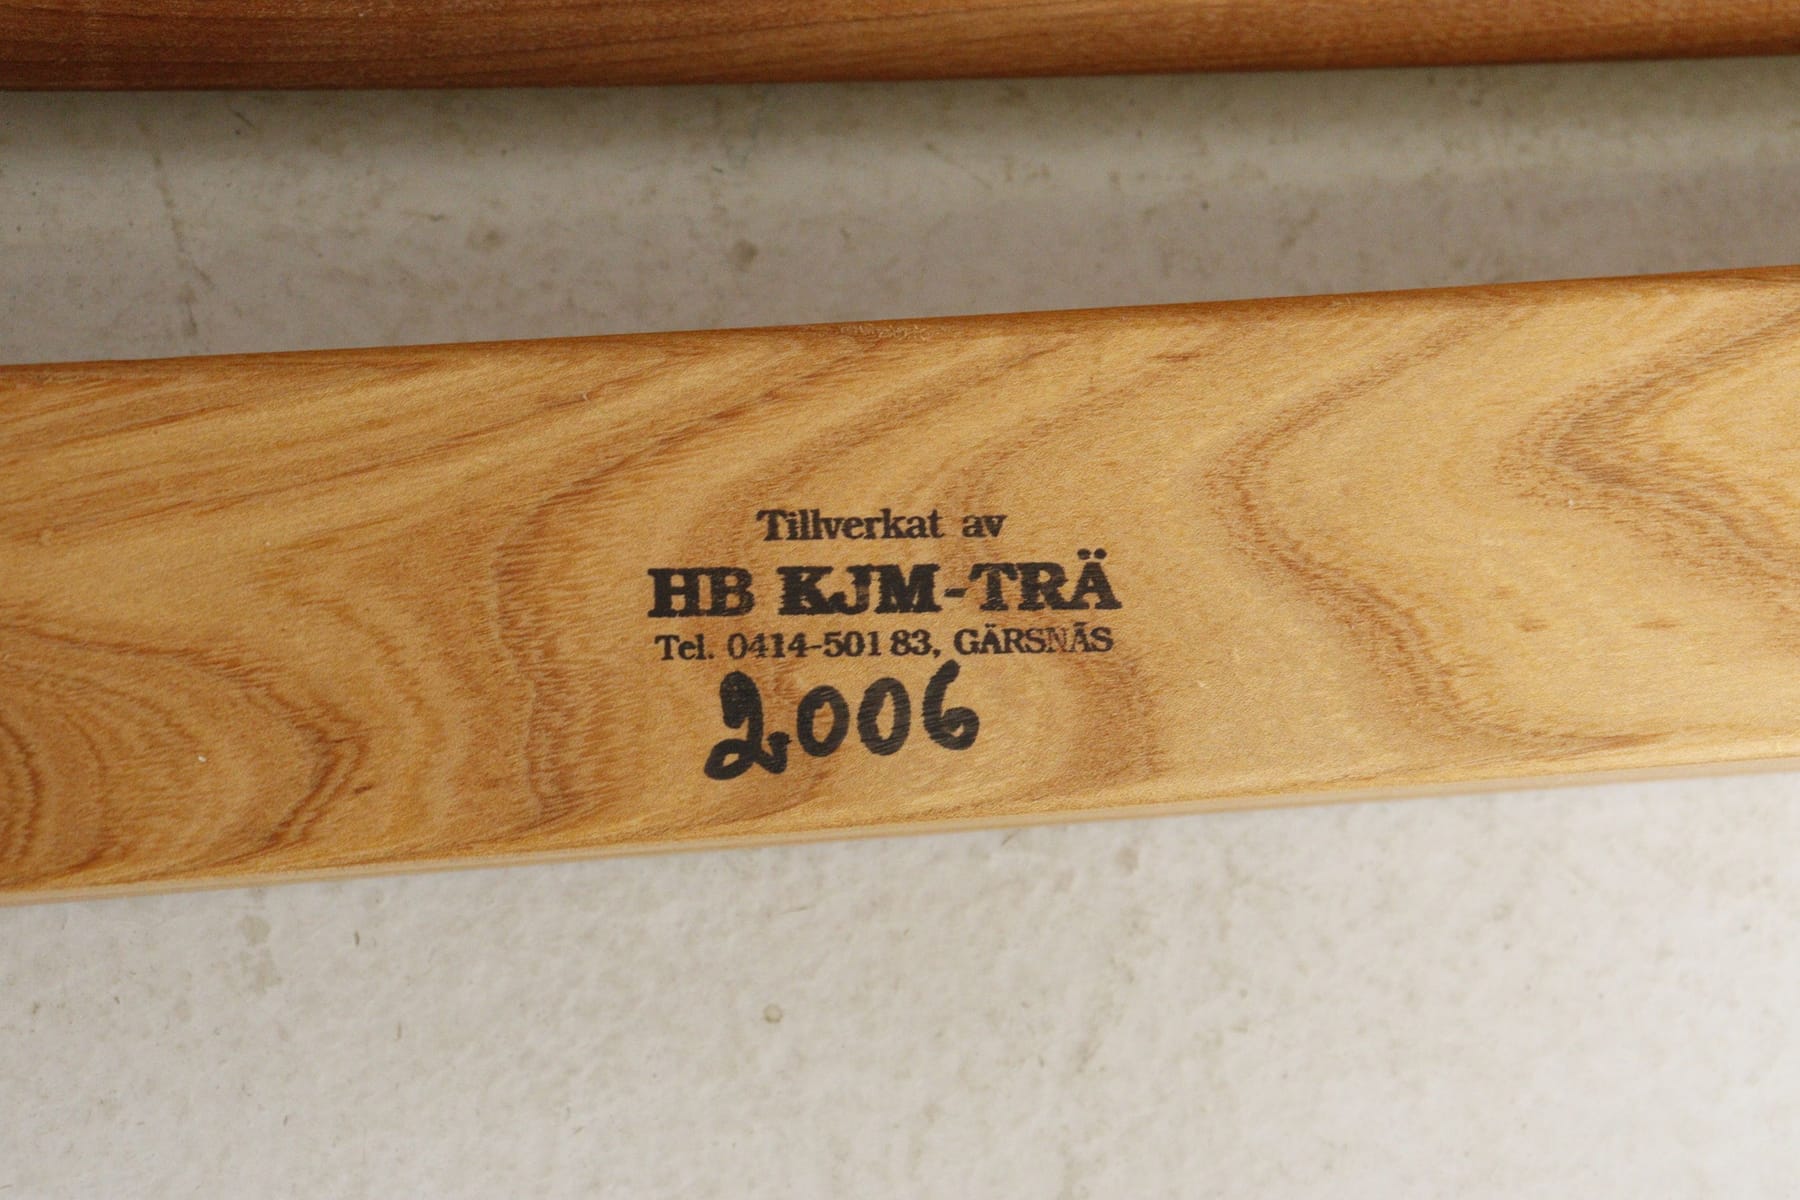 Tillverkat av
HB KJM-TRÄ
Tel. 0414-501 83, GÄRSNÄS
2006